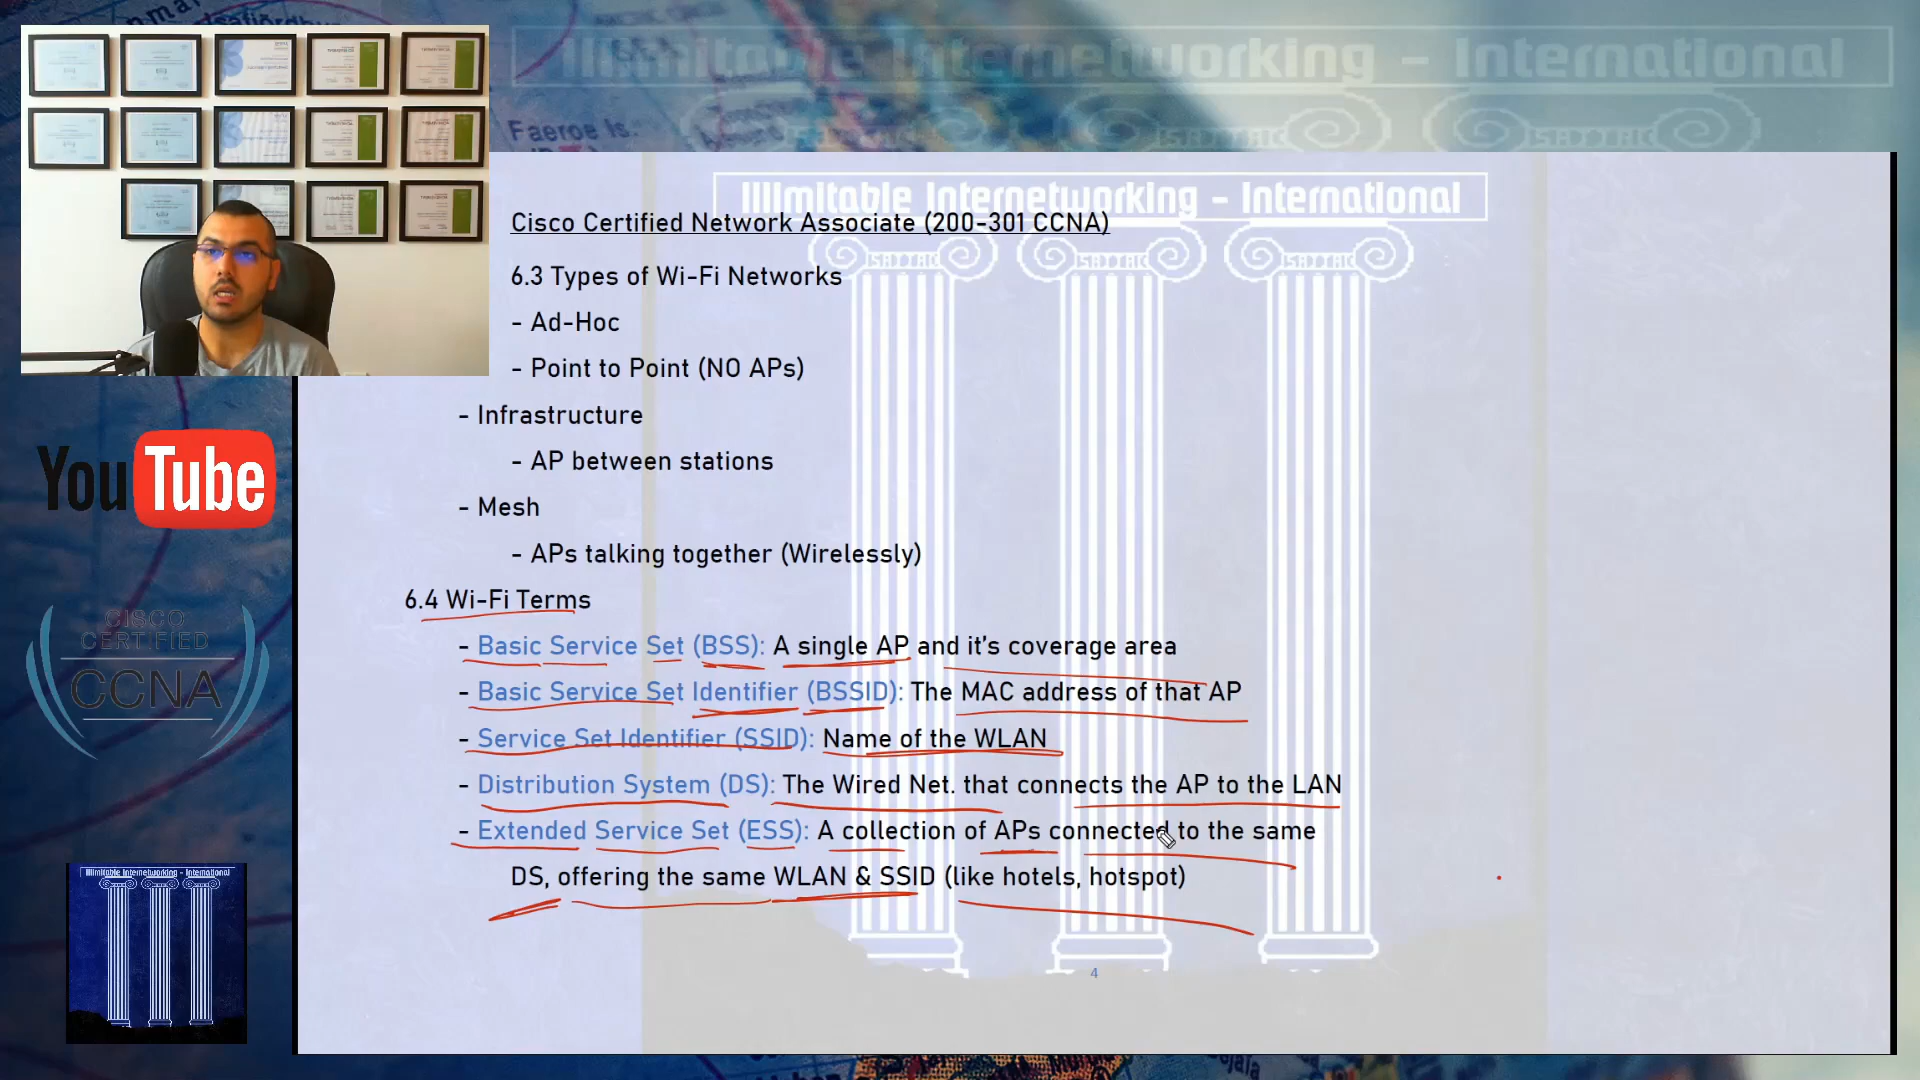 Illimitable Internetworking - International
Faeroe Is.
Illimitable Internetworking - International
Cisco Certified Network Associate (200-301 CCNA)
6.3 Types of Wi-Fi Networks
- Ad-Hoc
- Point to Point (NO APs)
- Infrastructure
- AP between stations
- Mesh
- APs talking together (Wirelessly)
6.4 Wi-Fi Terms
- Basic Service Set (BSS): A single AP and it's coverage area
- Basic Service Set Identifier (BSSID): The MAC address of that AP
- Service Set Identifier (SSID): Name of the WLAN
- Distribution System (DS): The Wired Net. that connects the AP to the LAN
- Extended Service Set (ESS): A collection of APs connected to the same
DS, offering the same WLAN & SSID (like hotels, hotspot)
4
YouTube
CISCO
CERTIFIED
CCNA
Illimitable Internetworking - International